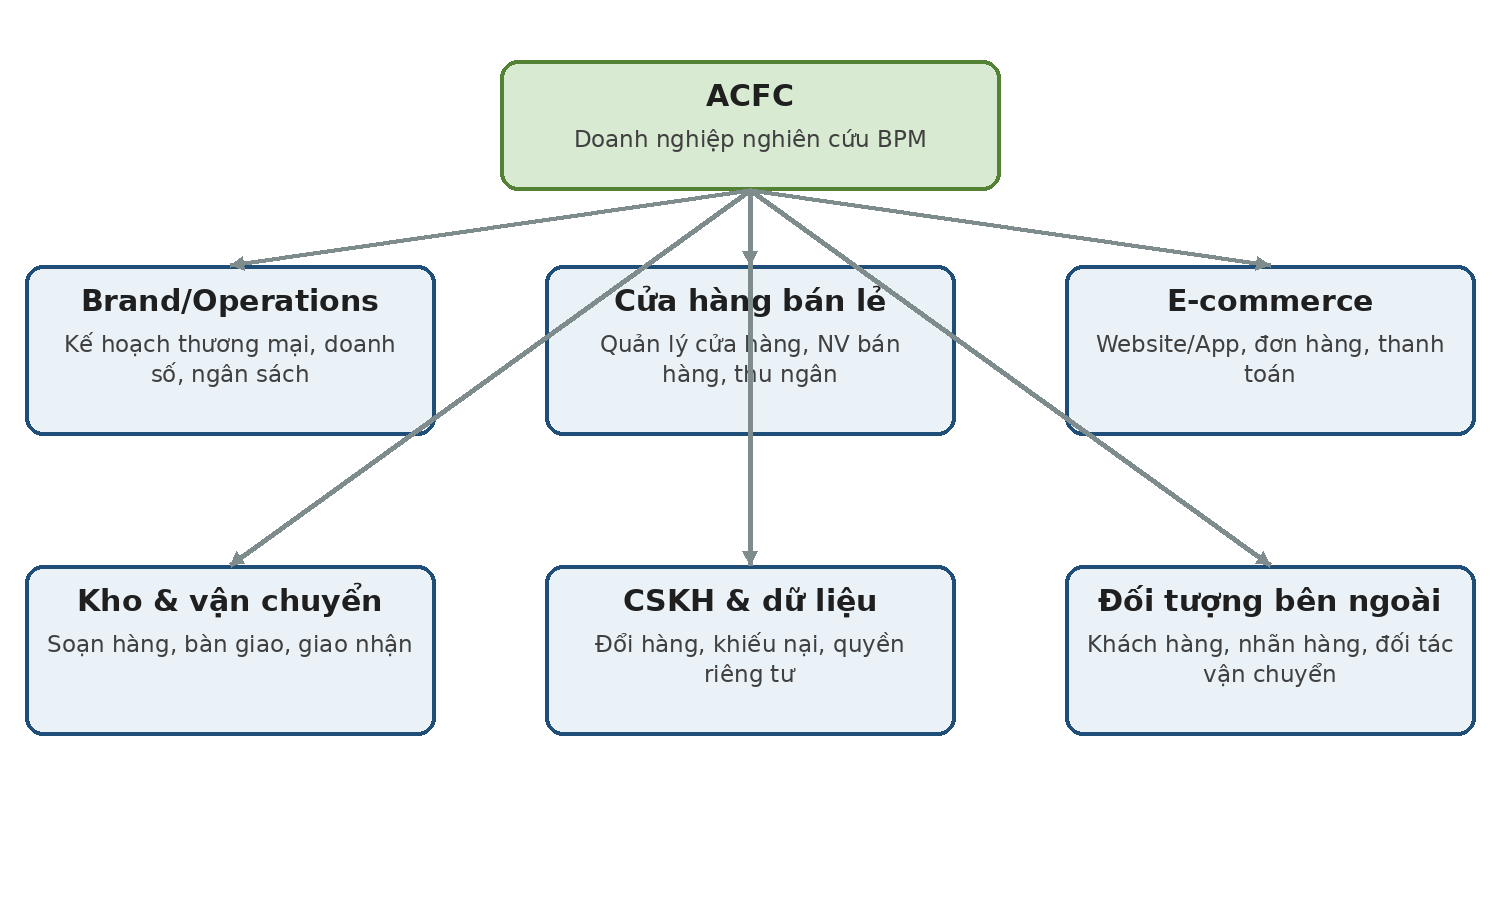 ACFC
Doanh nghiệp nghiên cứu BPM
Brand/Operations
Kế hoạch thương mại, doanh
số, ngân sách
Cửa hàng bán lẻ
Quản lý cửa hàng, NV bán
hàng, thu ngân
E-commerce
Website/App, đơn hàng, thanh
toán
Kho & vận chuyển
Soạn hàng, bàn giao, giao nhận
CSKH & dữ liệu
Đổi hàng, khiếu nại, quyền
riêng tư
Đối tượng bên ngoài
Khách hàng, nhãn hàng, đối tác
vận chuyển